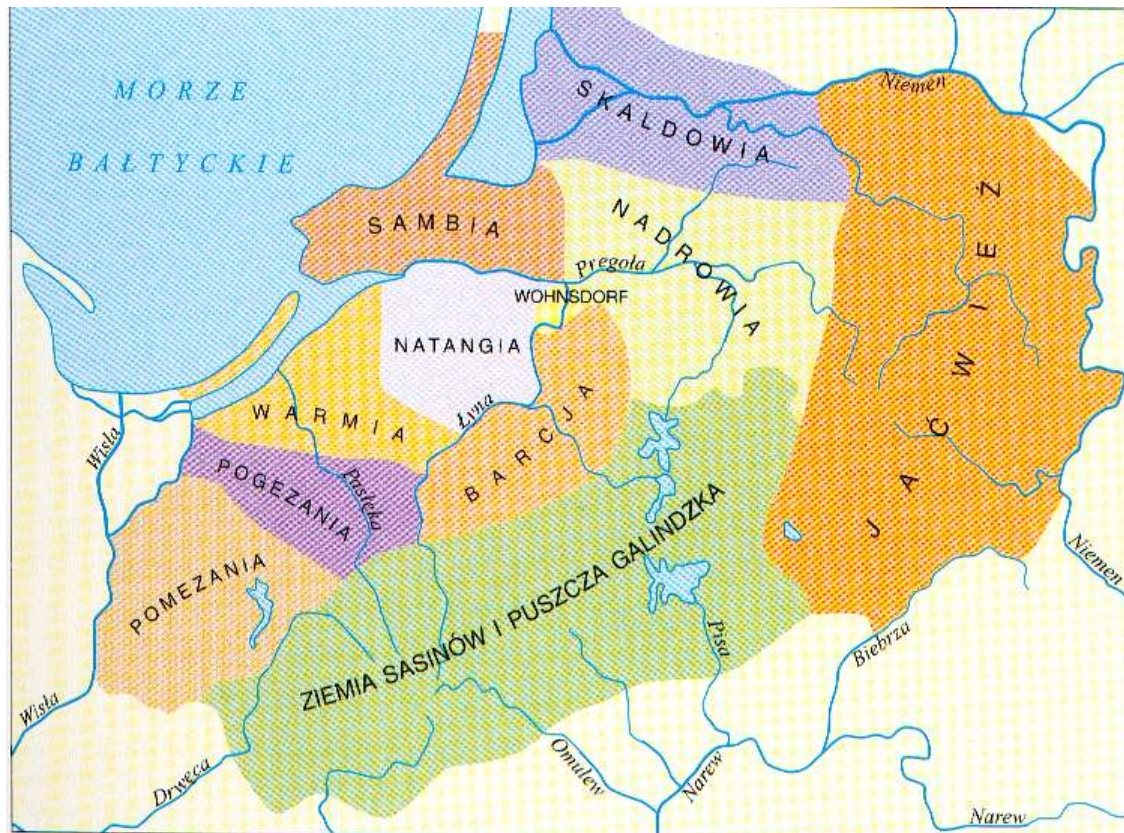 MORZE
BAŁTYCKIE
Niemen
SKALDOWIA
SAMBIA
NADROWIA
JAĆWIEŻ
Pregoła
WOHNSDORF
NATANGIA
WARMIA
Łyna
BARCJA
Wisła
POGEZANIA
Pasłęka
POMEZANIA
ZIEMIA SASINÓW I PUSZCZA GALINDZKA
Niemen
Pisa
Biebrza
Wisła
Drwęca
Omulew
Narew
Narew